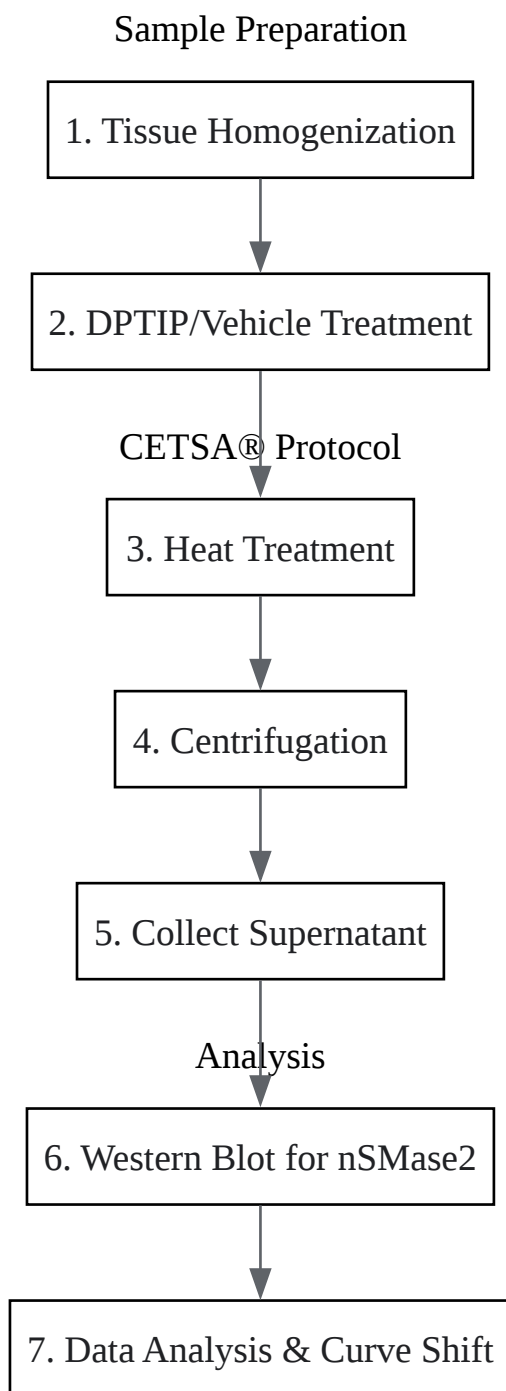 Sample Preparation
1. Tissue Homogenization
2. DPTIP/Vehicle Treatment
CETSA® Protocol
3. Heat Treatment
4. Centrifugation
5. Collect Supernatant
Analysis
6. Western Blot for nSMase2
7. Data Analysis & Curve Shift